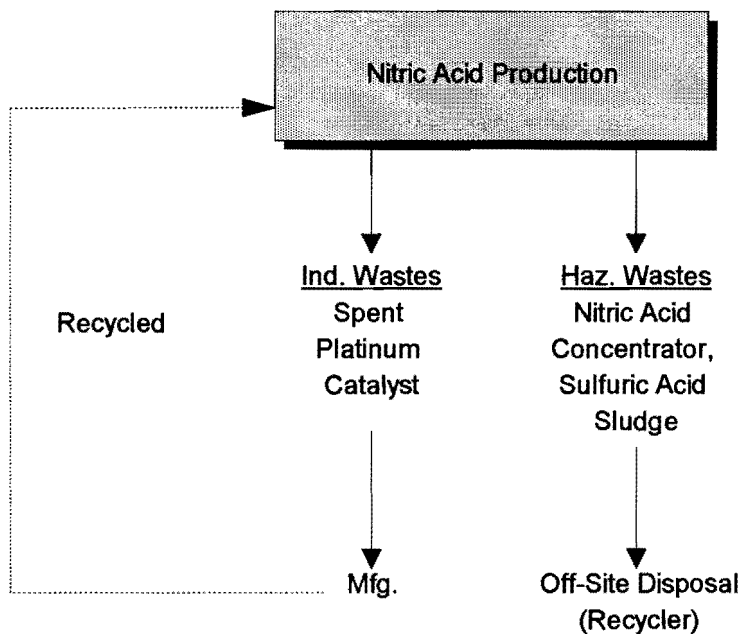 Nitric Acid Production
Recycled
Ind. Wastes
Spent
Platinum
Catalyst
Haz. Wastes
Nitric Acid
Concentrator,
Sulfuric Acid
Sludge
Mfg.
Off-Site Disposal
(Recycler)